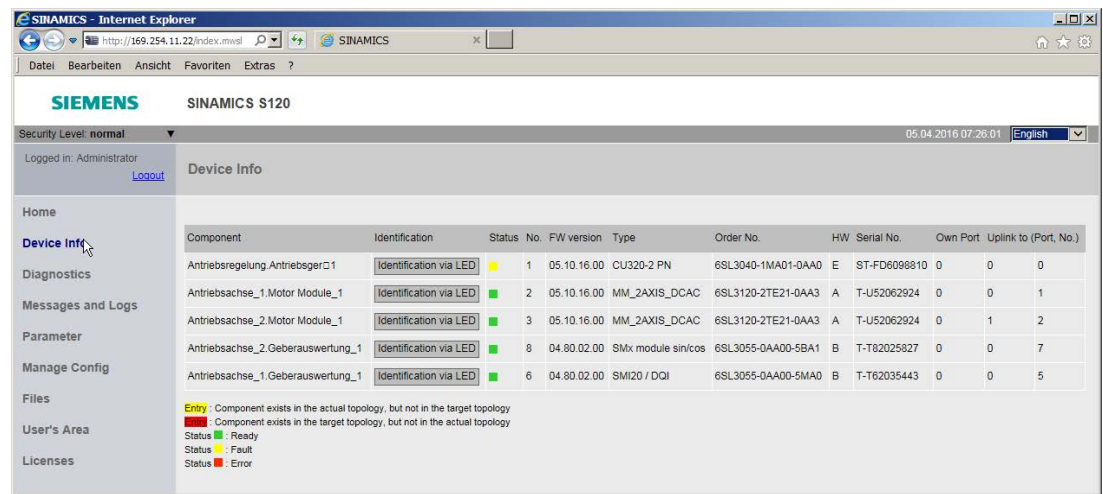 SINAMICS - Internet Explorer
http://169.254.11.22/index.mwsl SINAMICS
Datei Bearbeiten Ansicht Favoriten Extras ?
SIEMENS SINAMICS S120
Security Level: normal 05.04.2016 07:26:01 English
Logged in: Administrator
Logout
Device Info
Home
Device Info
Diagnostics
Messages and Logs
Parameter
Manage Config
Files
User's Area
Licenses
Component Identification Status No. FW version Type Order No. HW Serial No. Own Port Uplink to (Port, No.)
Antriebsregelung.Antriebsger□1 Identification via LED 1 05.10.16.00 CU320-2 PN 6SL3040-1MA01-0AA0 E ST-FD6098810 0 0 0
Antriebsachse_1.Motor Module_1 Identification via LED 2 05.10.16.00 MM_2AXIS_DCAC 6SL3120-2TE21-0AA3 A T-U52062924 0 0 1
Antriebsachse_2.Motor Module_1 Identification via LED 3 05.10.16.00 MM_2AXIS_DCAC 6SL3120-2TE21-0AA3 A T-U52062924 0 1 2
Antriebsachse_2.Geberauswertung_1 Identification via LED 8 04.80.02.00 SMx module sin/cos 6SL3055-0AA00-5BA1 B T-T82025827 0 0 7
Antriebsachse_1.Geberauswertung_1 Identification via LED 6 04.80.02.00 SMI20 / DQI 6SL3055-0AA00-5MA0 B T-T62035443 0 0 5
Entry : Component exists in the actual topology, but not in the target topology
Entry : Component exists in the target topology, but not in the actual topology
Status : Ready
Status : Fault
Status : Error